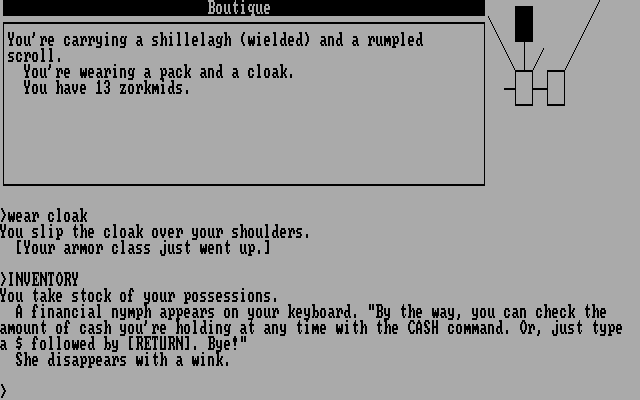 Boutique
You're carrying a shillelagh (wielded) and a rumpled
scroll.
You're wearing a pack and a cloak.
You have 13 zorkmids.
>wear cloak
You slip the cloak over your shoulders.
[Your armor class just went up.]
>INVENTORY
You take stock of your possessions.
A financial nymph appears on your keyboard. "By the way, you can check the
amount of cash you're holding at any time with the CASH command. Or, just type
a $ followed by [RETURN]. Bye!"
She disappears with a wink.
>